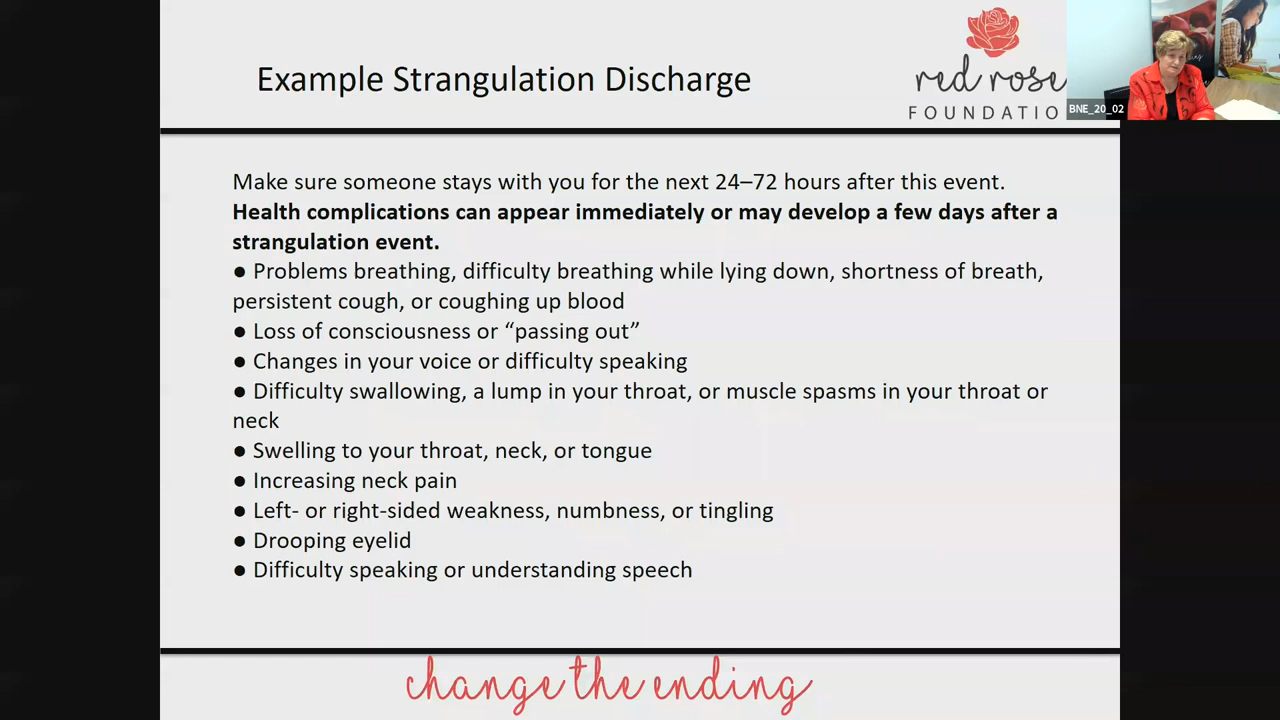 Example Strangulation Discharge
red rose
FOUNDATIO
BNE_20_02
Make sure someone stays with you for the next 24–72 hours after this event.
Health complications can appear immediately or may develop a few days after a
strangulation event.
● Problems breathing, difficulty breathing while lying down, shortness of breath,
persistent cough, or coughing up blood
● Loss of consciousness or “passing out”
● Changes in your voice or difficulty speaking
● Difficulty swallowing, a lump in your throat, or muscle spasms in your throat or
neck
● Swelling to your throat, neck, or tongue
● Increasing neck pain
● Left- or right-sided weakness, numbness, or tingling
● Drooping eyelid
● Difficulty speaking or understanding speech
change the ending